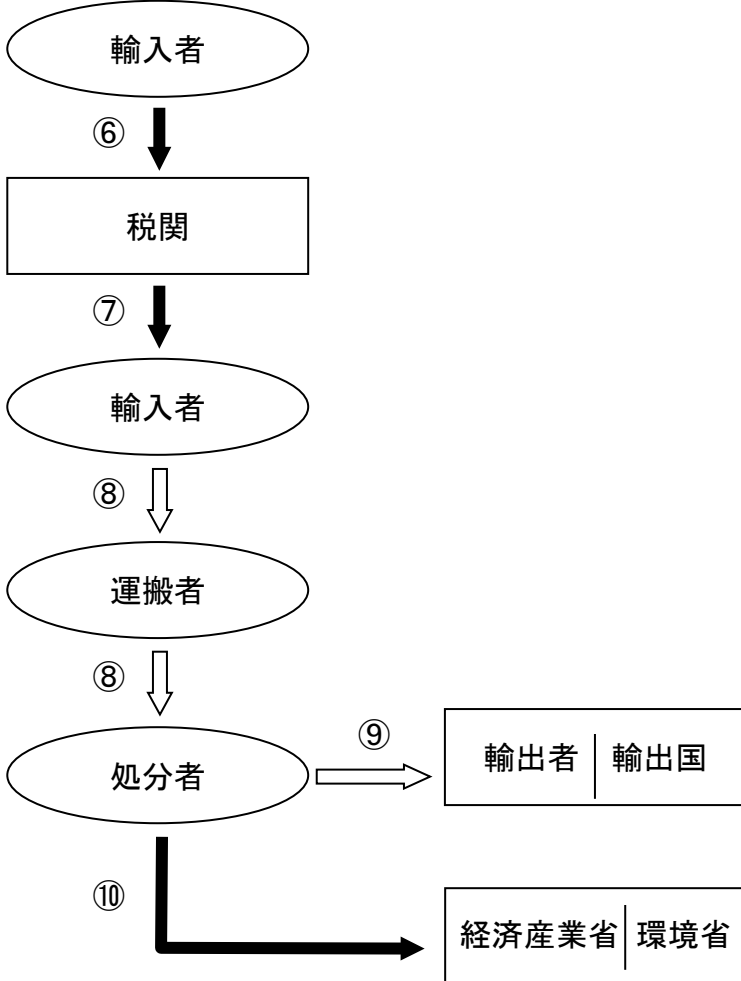 輸入者
⑥
税関
⑦
輸入者
⑧
運搬者
⑧
処分者
⑨
輸出者 輸出国
⑩
経済産業省 環境省